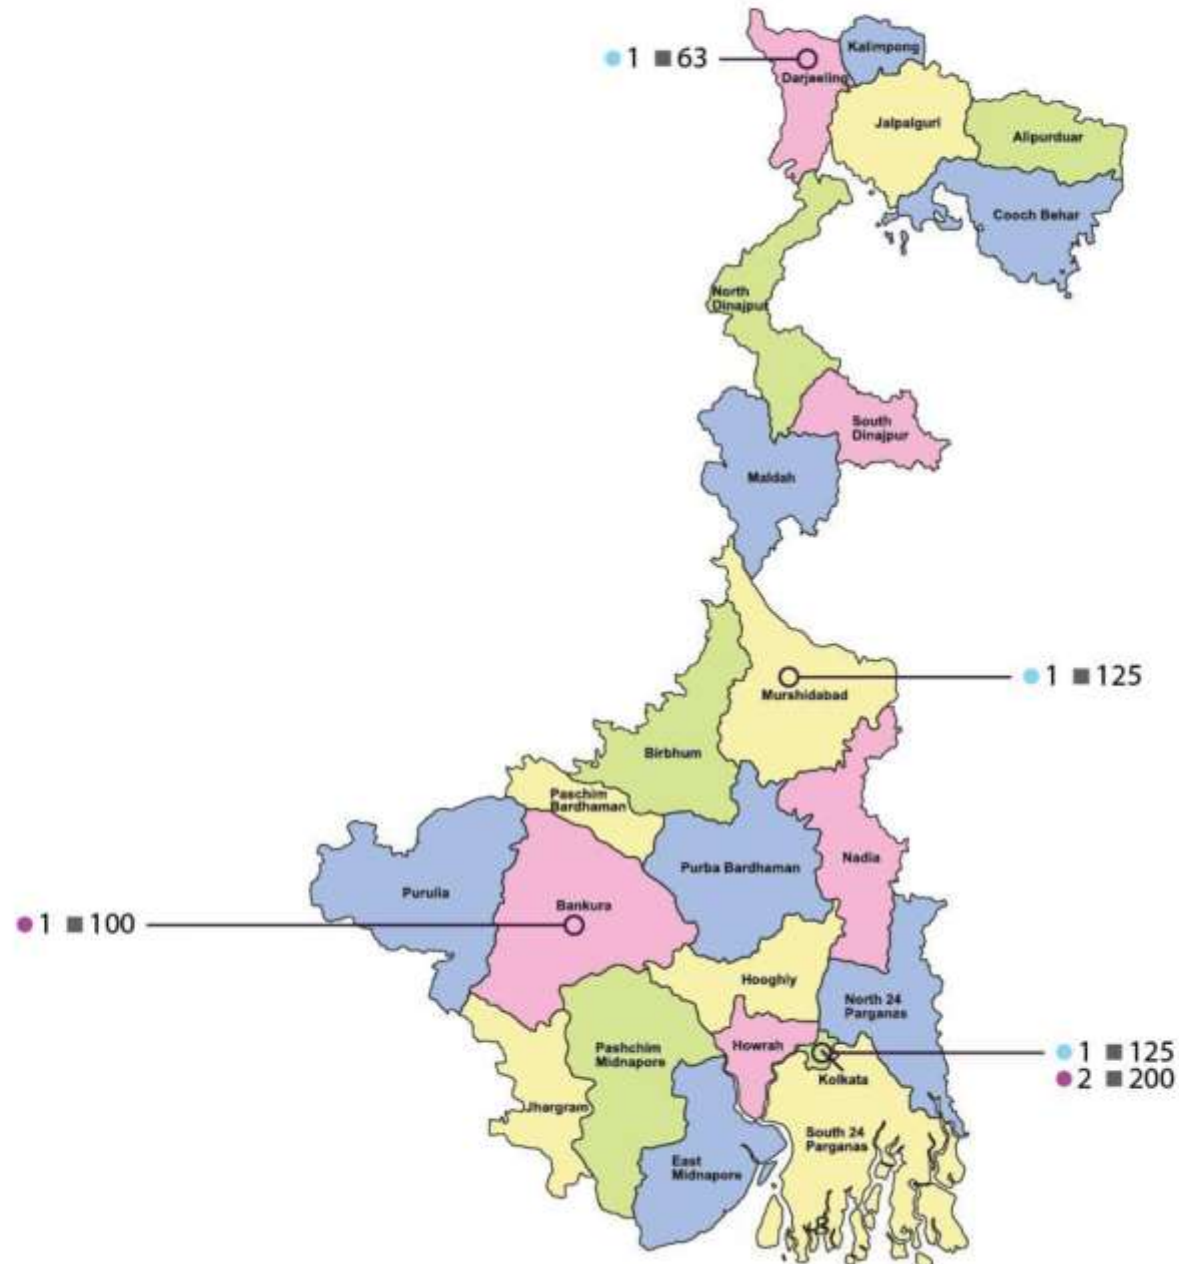 1 63
Kalimpong
Darjeeling
Jalpaiguri
Alipurduar
Cooch Behar
North
Dinajpur
South
Dinajpur
Maldah
1 125
Murshidabad
Birbhum
Paschim
Bardhaman
Purba Bardhaman
Nadia
Purulia
Bankura
1 100
Hooghly
North 24
Parganas
Howrah
Pashchim
Midnapore
Kolkata
1 125
2 200
Jhargram
South 24
Parganas
East
Midnapore